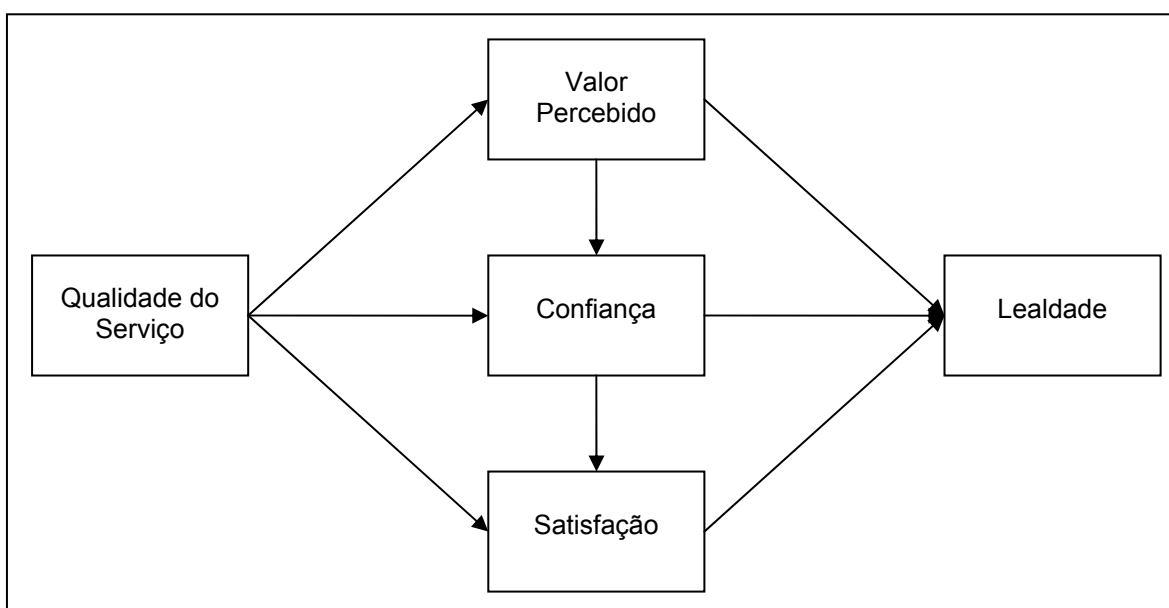 Valor
Percebido
Qualidade do
Serviço
Confiança
Lealdade
Satisfação